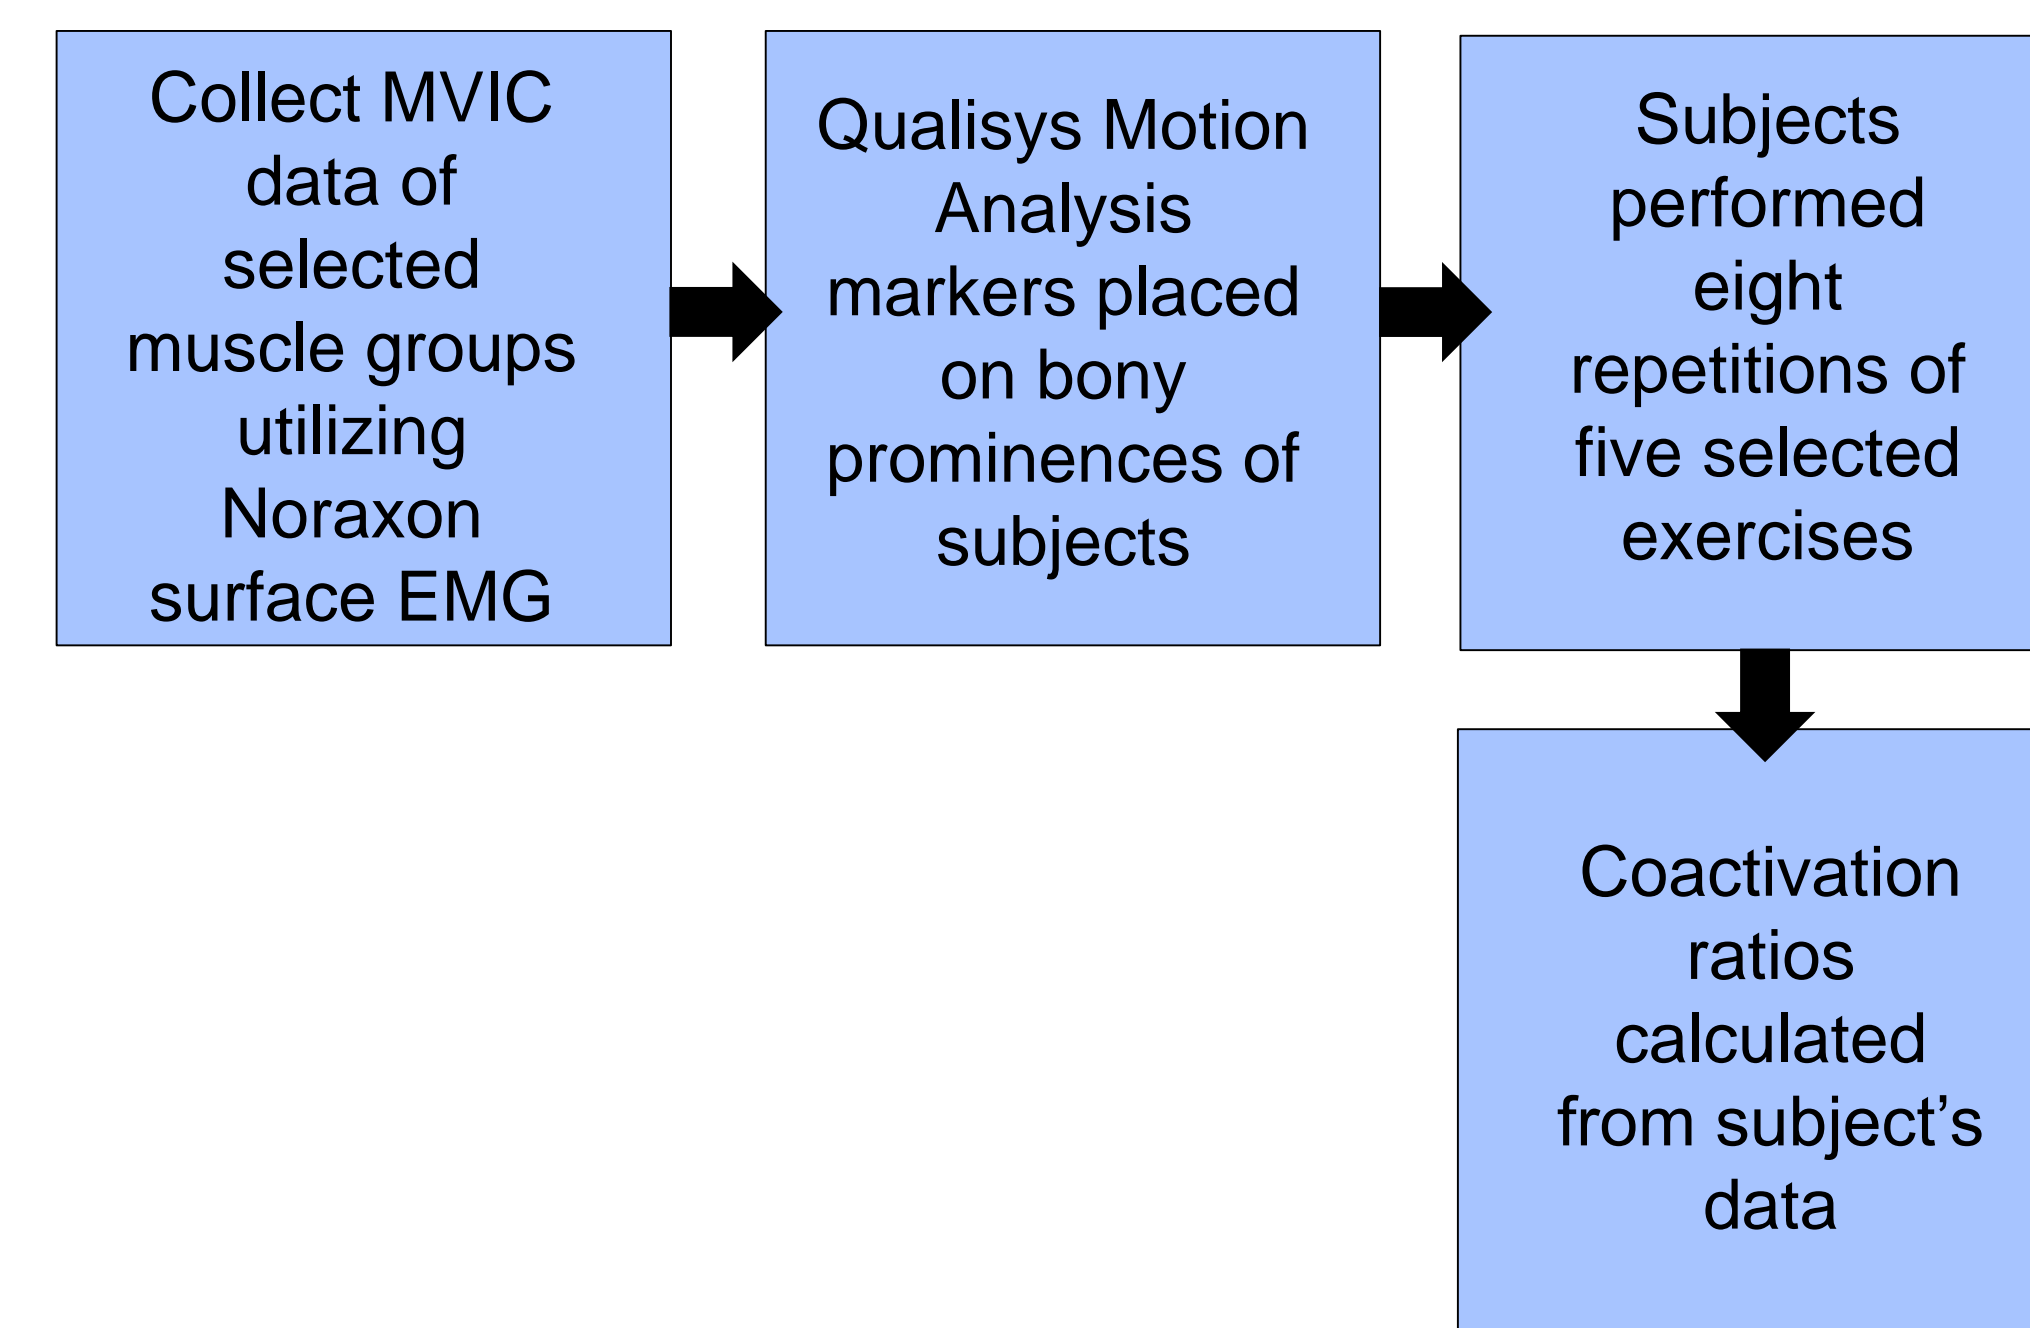 Collect MVIC
data of
selected
muscle groups
utilizing
Noraxon
surface EMG
Qualisys Motion
Analysis
markers placed
on bony
prominences of
subjects
Subjects
performed
eight
repetitions of
five selected
exercises
Coactivation
ratios
calculated
from subject’s
data